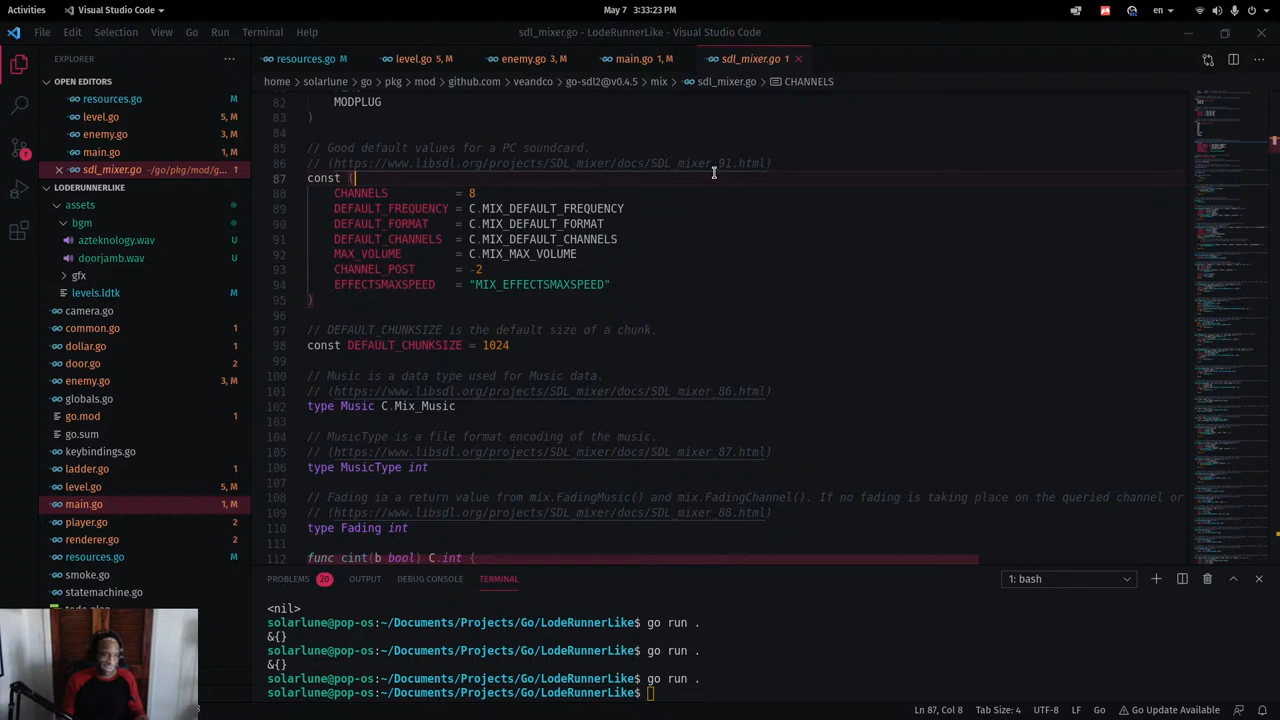 Activities
Visual Studio Code
May 7 3:33:23 PM
en
File Edit Selection View Go Run Terminal Help
sdl_mixer.go - LodeRunnerLike - Visual Studio Code
EXPLORER
resources.go M
level.go 5, M
enemy.go 3, M
main.go 1, M
sdl_mixer.go 1
home > solarlune > go > pkg > mod > github.com > veandco > go-sdl2@v0.4.5 > mix > sdl_mixer.go > CHANNELS
OPEN EDITORS
resources.go M
level.go 5, M
enemy.go 3, M
main.go 1, M
sdl_mixer.go ~/go/pkg/mod/g... 1
LODERUNNERLIKE
assets
bgm
azteknology.wav U
doorjamb.wav U
gfx
levels.ldtk M
camera.go
common.go 1
dollar.go 1
door.go 2
enemy.go 3, M
globals.go
go.mod 1
go.sum
keybindings.go
ladder.go 1
level.go 5, M
main.go 1, M
player.go 2
renderer.go 2
resources.go M
smoke.go
statemachine.go
7
82 MODPLUG
83 )
84
85 // Good default values for a PC soundcard.
86 // (https://www.libsdl.org/projects/SDL_mixer/docs/SDL_mixer_91.html)
87 const (
88 CHANNELS = 8
89 DEFAULT_FREQUENCY = C.MIX_DEFAULT_FREQUENCY
90 DEFAULT_FORMAT = C.MIX_DEFAULT_FORMAT
91 DEFAULT_CHANNELS = C.MIX_DEFAULT_CHANNELS
92 MAX_VOLUME = C.MIX_MAX_VOLUME
93 CHANNEL_POST = -2
94 EFFECTSMAXSPEED = "MIX_EFFECTSMAXSPEED"
95 )
96
97 // DEFAULT_CHUNKSIZE is the default size of a chunk.
98 const DEFAULT_CHUNKSIZE = 1024
99
100 // Music is a data type used for Music data.
101 // (https://www.libsdl.org/projects/SDL_mixer/docs/SDL_mixer_86.html)
102 type Music C.Mix_Music
103
104 // MusicType is a file format encoding of the music.
105 // (https://www.libsdl.org/projects/SDL_mixer/docs/SDL_mixer_87.html)
106 type MusicType int
107
108 // Fading ia a return value from mix.FadingMusic() and mix.FadingChannel(). If no fading is taking place on the queried channel or
109 // (https://www.libsdl.org/projects/SDL_mixer/docs/SDL_mixer_88.html)
110 type Fading int
111
112 func cint(b bool) C.int {
PROBLEMS 20 OUTPUT DEBUG CONSOLE TERMINAL
1: bash
<nil>
solarlune@pop-os:~/Documents/Projects/Go/LodeRunnerLike$ go run .
&{}
solarlune@pop-os:~/Documents/Projects/Go/LodeRunnerLike$ go run .
&{}
solarlune@pop-os:~/Documents/Projects/Go/LodeRunnerLike$ go run .
solarlune@pop-os:~/Documents/Projects/Go/LodeRunnerLike$
Ln 87, Col 8 Tab Size: 4 UTF-8 LF Go Go Update Available